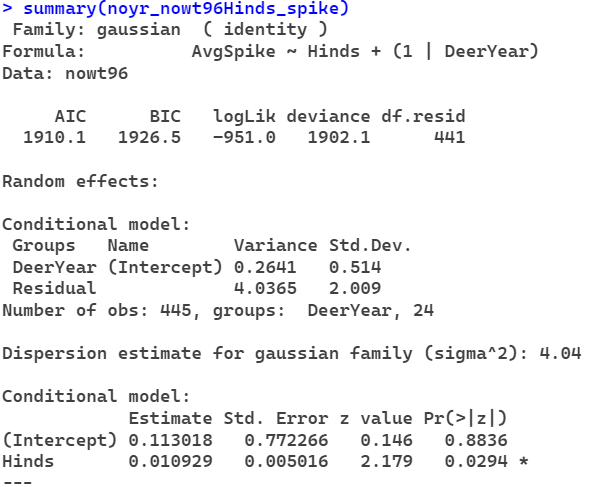 > summary(noyr_nowt96Hinds_spike)
Family: gaussian  ( identity )
Formula:          AvgSpike ~ Hinds + (1 | DeerYear)
Data: nowt96
AIC      BIC   logLik deviance df.resid
1910.1   1926.5   -951.0   1902.1      441
Random effects:
Conditional model:
Groups   Name        Variance Std.Dev.
DeerYear (Intercept) 0.2641   0.514
Residual             4.0365   2.009
Number of obs: 445, groups:  DeerYear, 24
Dispersion estimate for gaussian family (sigma^2): 4.04
Conditional model:
Estimate Std. Error z value Pr(>|z|)
(Intercept) 0.113018   0.772266   0.146   0.8836
Hinds       0.010929   0.005016   2.179   0.0294 *
---